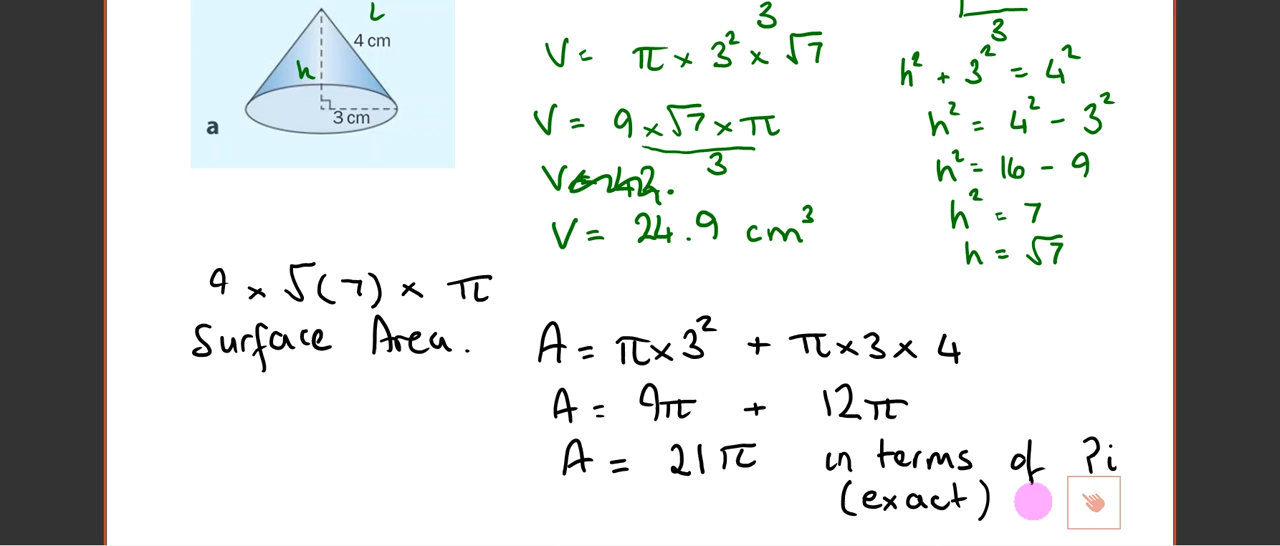 L
4 cm
h
3 cm
a
3
V = π × 3² × √7
V = 9 × √7 × π
3
V = 24.9 cm³
3
h² + 3² = 4²
h² = 4² - 3²
h² = 16 - 9
h² = 7
h = √7
9 × √(7) × π
Surface Area.
A = π × 3² + π × 3 × 4
A = 9π + 12π
A = 21π in terms of Pi
(exact)